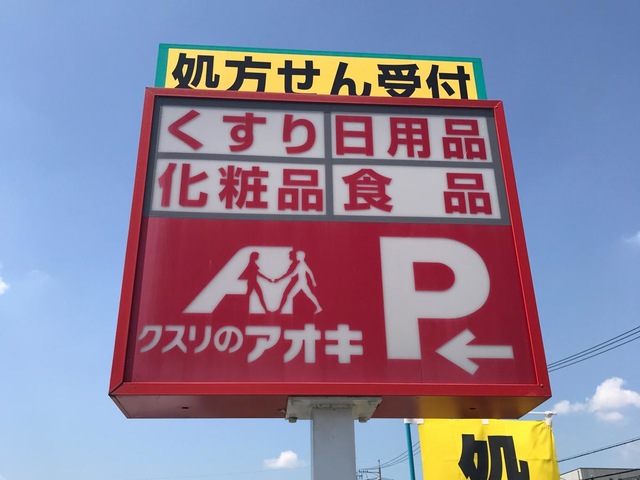 処方せん受付
くすり 日用品
化粧品 食品
P
クスリのアオキ
処